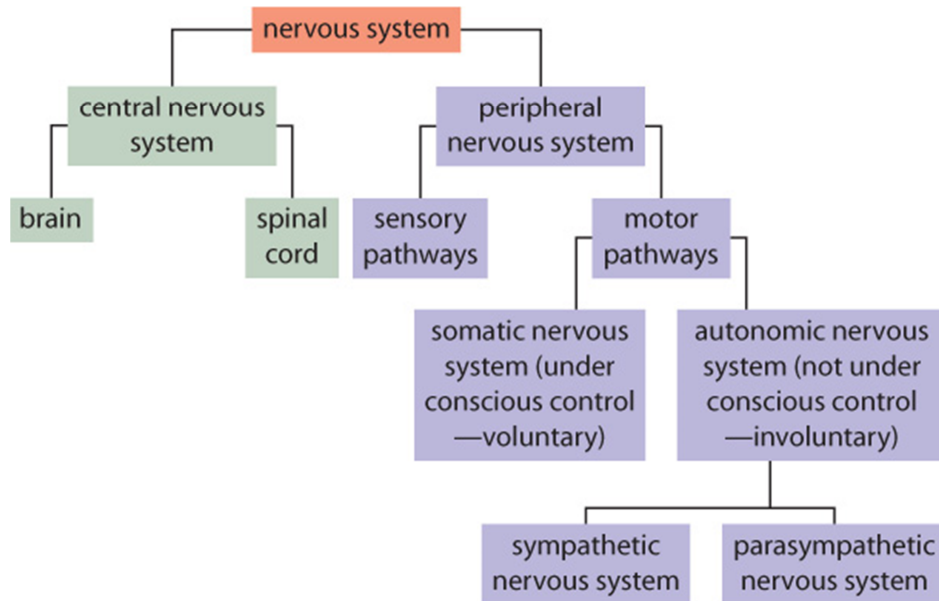 nervous system
central nervous
system
peripheral
nervous system
brain
spinal
cord
sensory
pathways
motor
pathways
somatic nervous
system (under
conscious control
—voluntary)
autonomic nervous
system (not under
conscious control
—involuntary)
sympathetic
nervous system
parasympathetic
nervous system